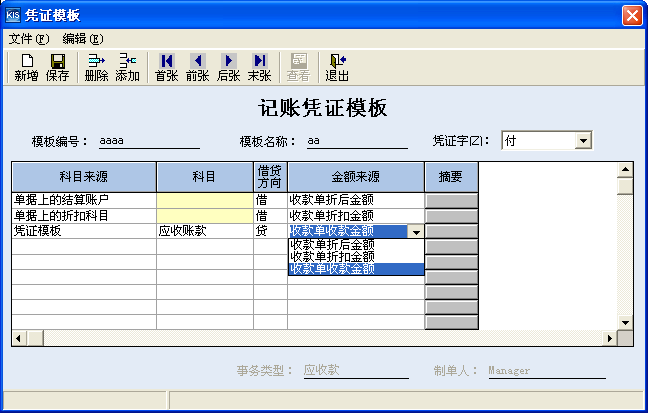 KIS 凭证模板
文件(F) 编辑(E)
新增 保存 删除 添加 首张 前张 后张 末张 查看 退出
记账凭证模板
模板编号： aaaa 模板名称： aa 凭证字(Z)： 付
科目来源 科目 借贷方向 金额来源 摘要
单据上的结算账户 借 收款单折后金额
单据上的折扣科目 借 收款单折扣金额
凭证模板 应收账款 贷 收款单收款金额
收款单折后金额
收款单折扣金额
收款单收款金额
事务类型： 应收款 制单人： Manager